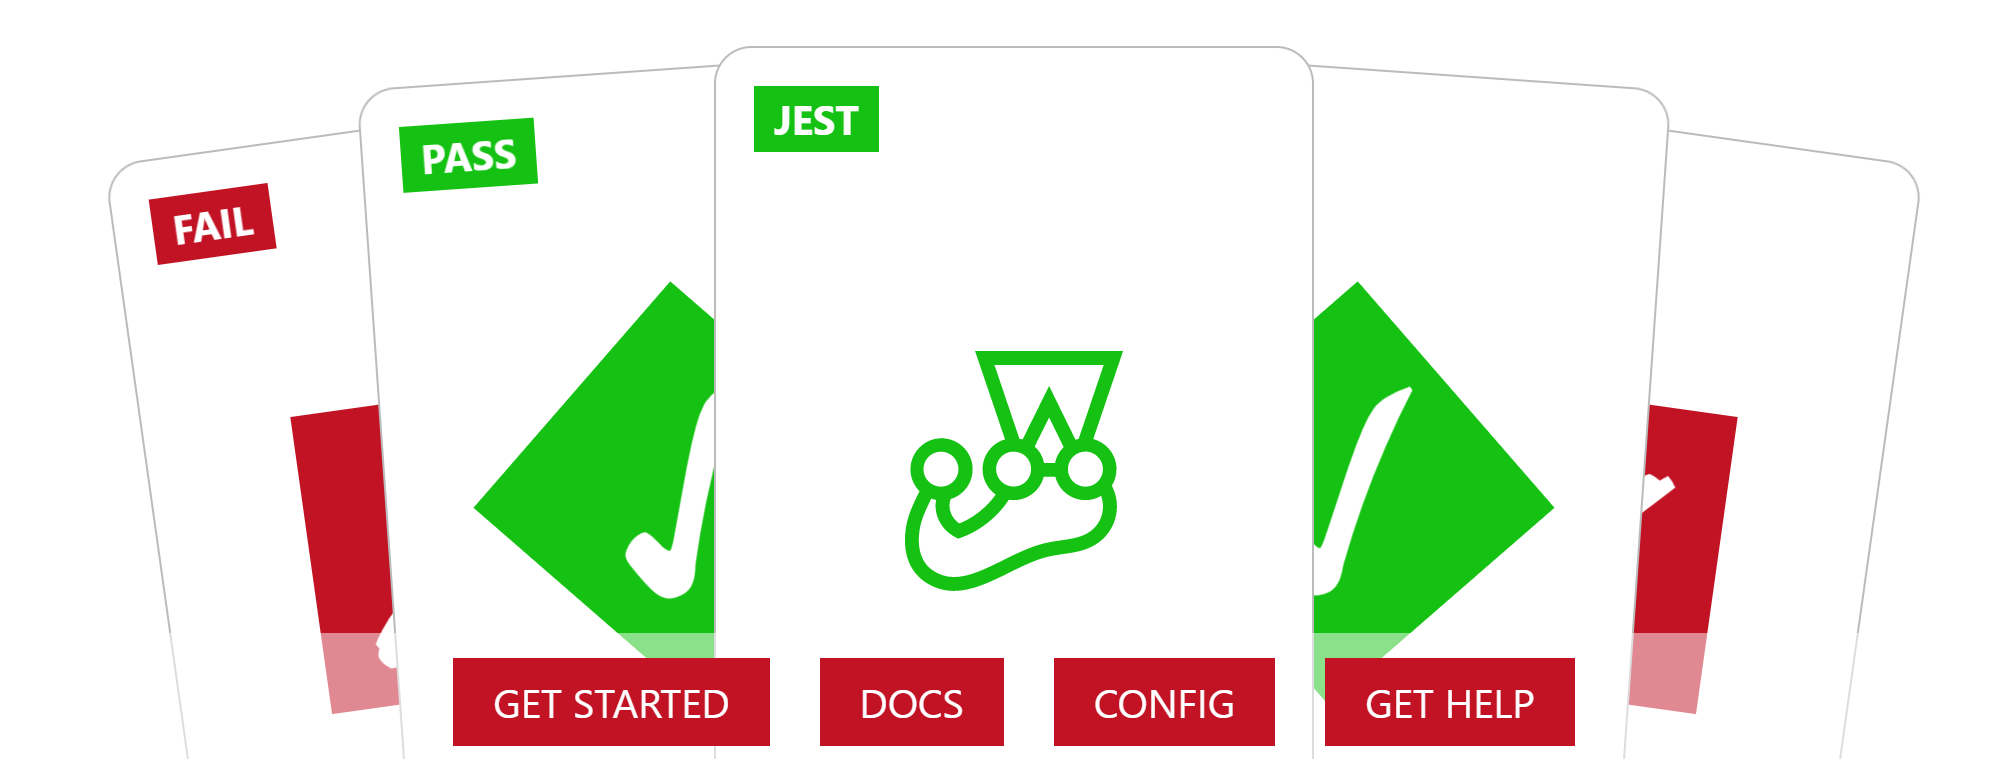 FAIL
PASS
JEST
GET STARTED
DOCS
CONFIG
GET HELP